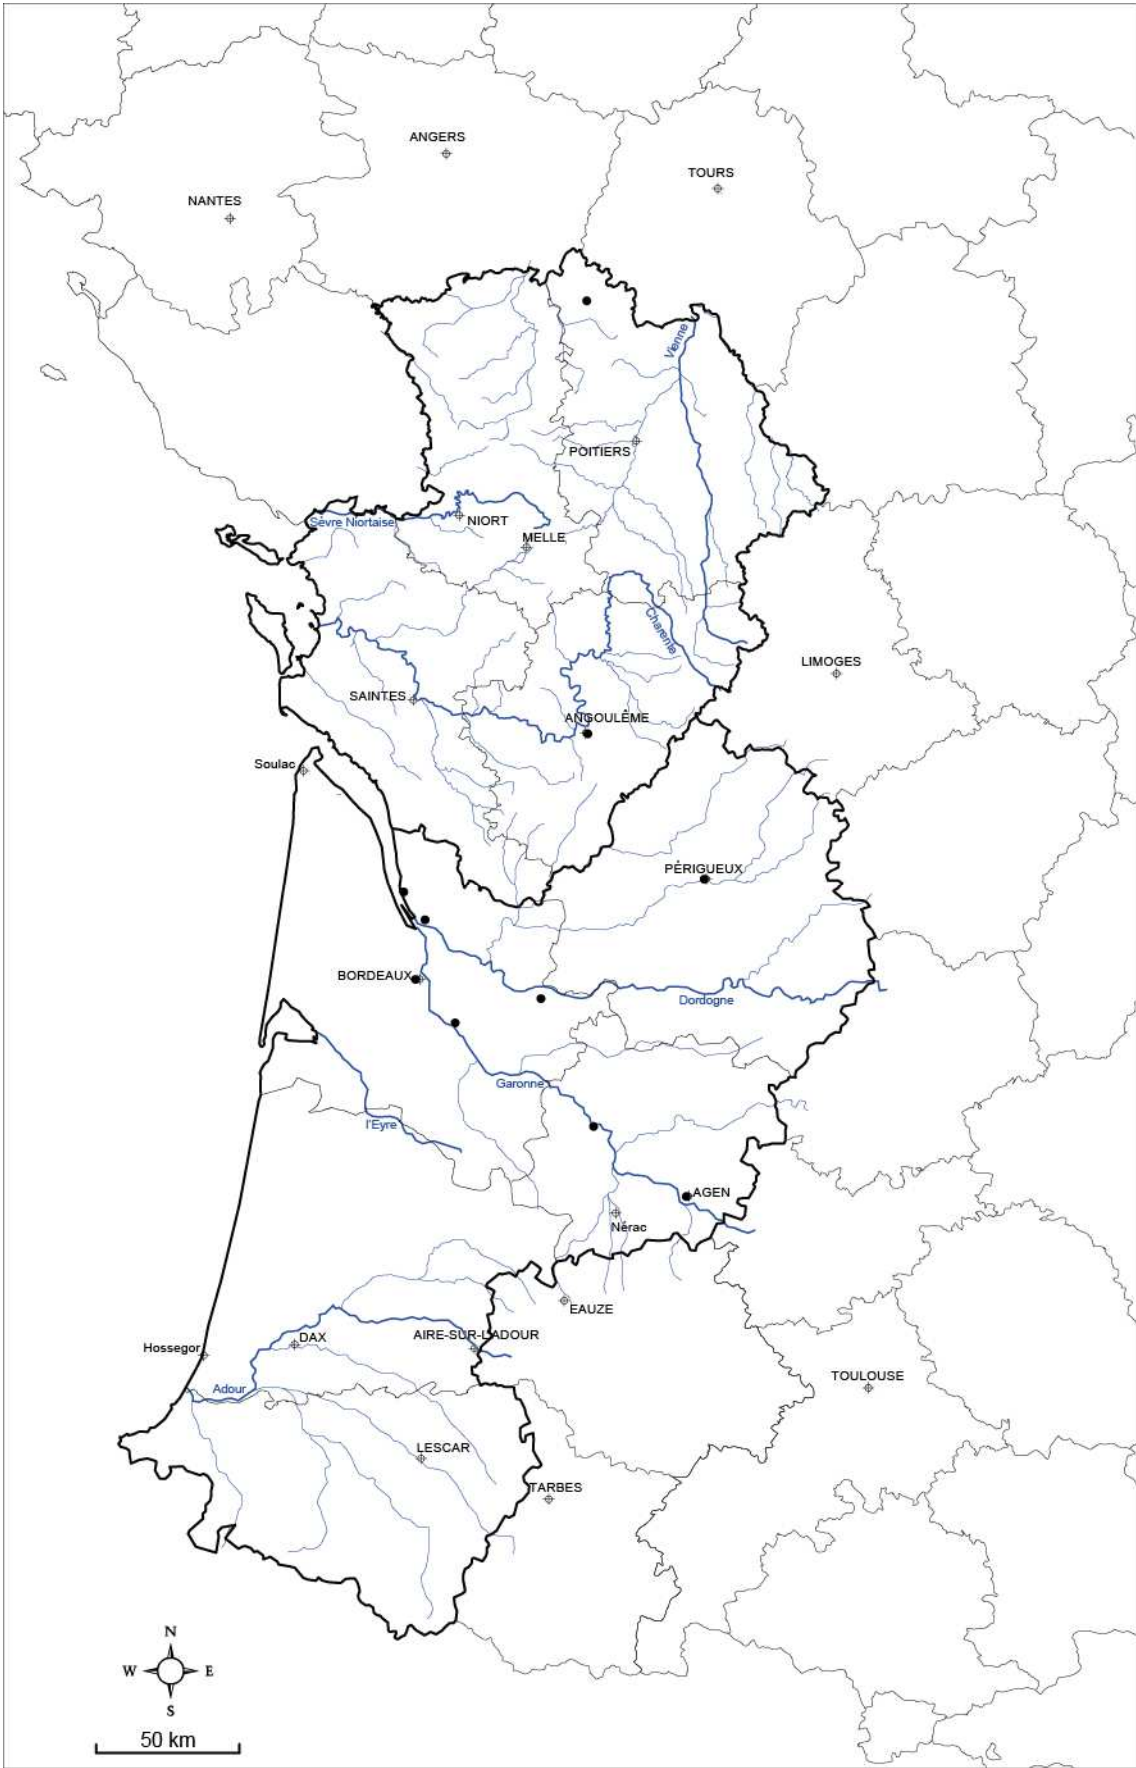 ANGERS
TOURS
NANTES
Vienne
POITIERS
Sèvre Niortaise
NIORT
MELLE
Charente
LIMOGES
SAINTES
ANGOULÊME
Soulac
PÉRIGUEUX
BORDEAUX
Dordogne
Garonne
l'Eyre
AGEN
Nérac
EAUZE
DAX
AIRE-SUR-L'ADOUR
Hossegor
TOULOUSE
Adour
LESCAR
TARBES
N
W E
S
50 km